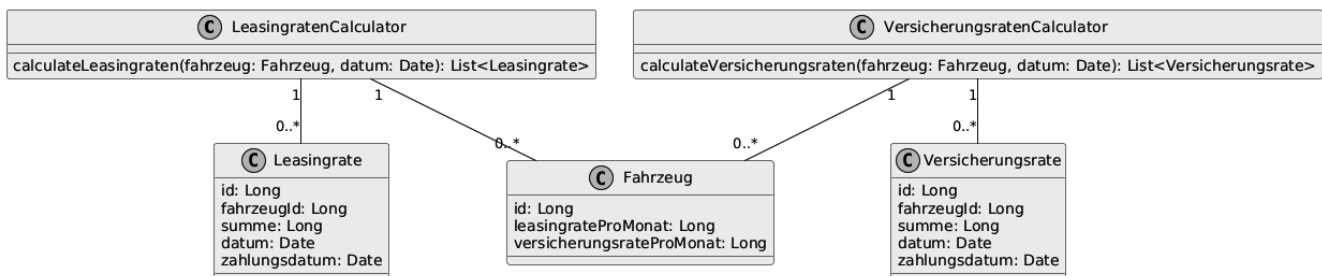 C LeasingratenCalculator
calculateLeasingraten(fahrzeug: Fahrzeug, datum: Date): List<Leasingrate>
C VersicherungsratenCalculator
calculateVersicherungsraten(fahrzeug: Fahrzeug, datum: Date): List<Versicherungsrate>
1
1
1
1
0..*
0..*
0..*
0..*
C Leasingrate
id: Long
fahrzeugId: Long
summe: Long
datum: Date
zahlungsdatum: Date
C Fahrzeug
id: Long
leasingrateProMonat: Long
versicherungsrateProMonat: Long
C Versicherungsrate
id: Long
fahrzeugId: Long
summe: Long
datum: Date
zahlungsdatum: Date